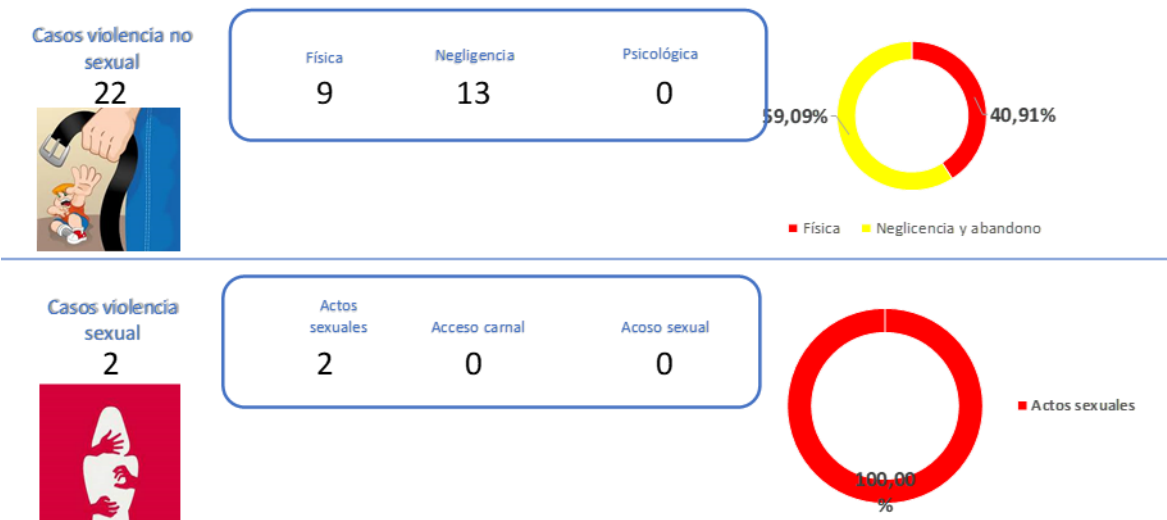 Casos violencia no
sexual
22
Física
Negligencia
Psicológica
9
13
0
59,09%
40,91%
Física
Neglicencia y abandono
Casos violencia
sexual
2
Actos
sexuales
Acceso carnal
Acoso sexual
2
0
0
Actos sexuales
100,00
%